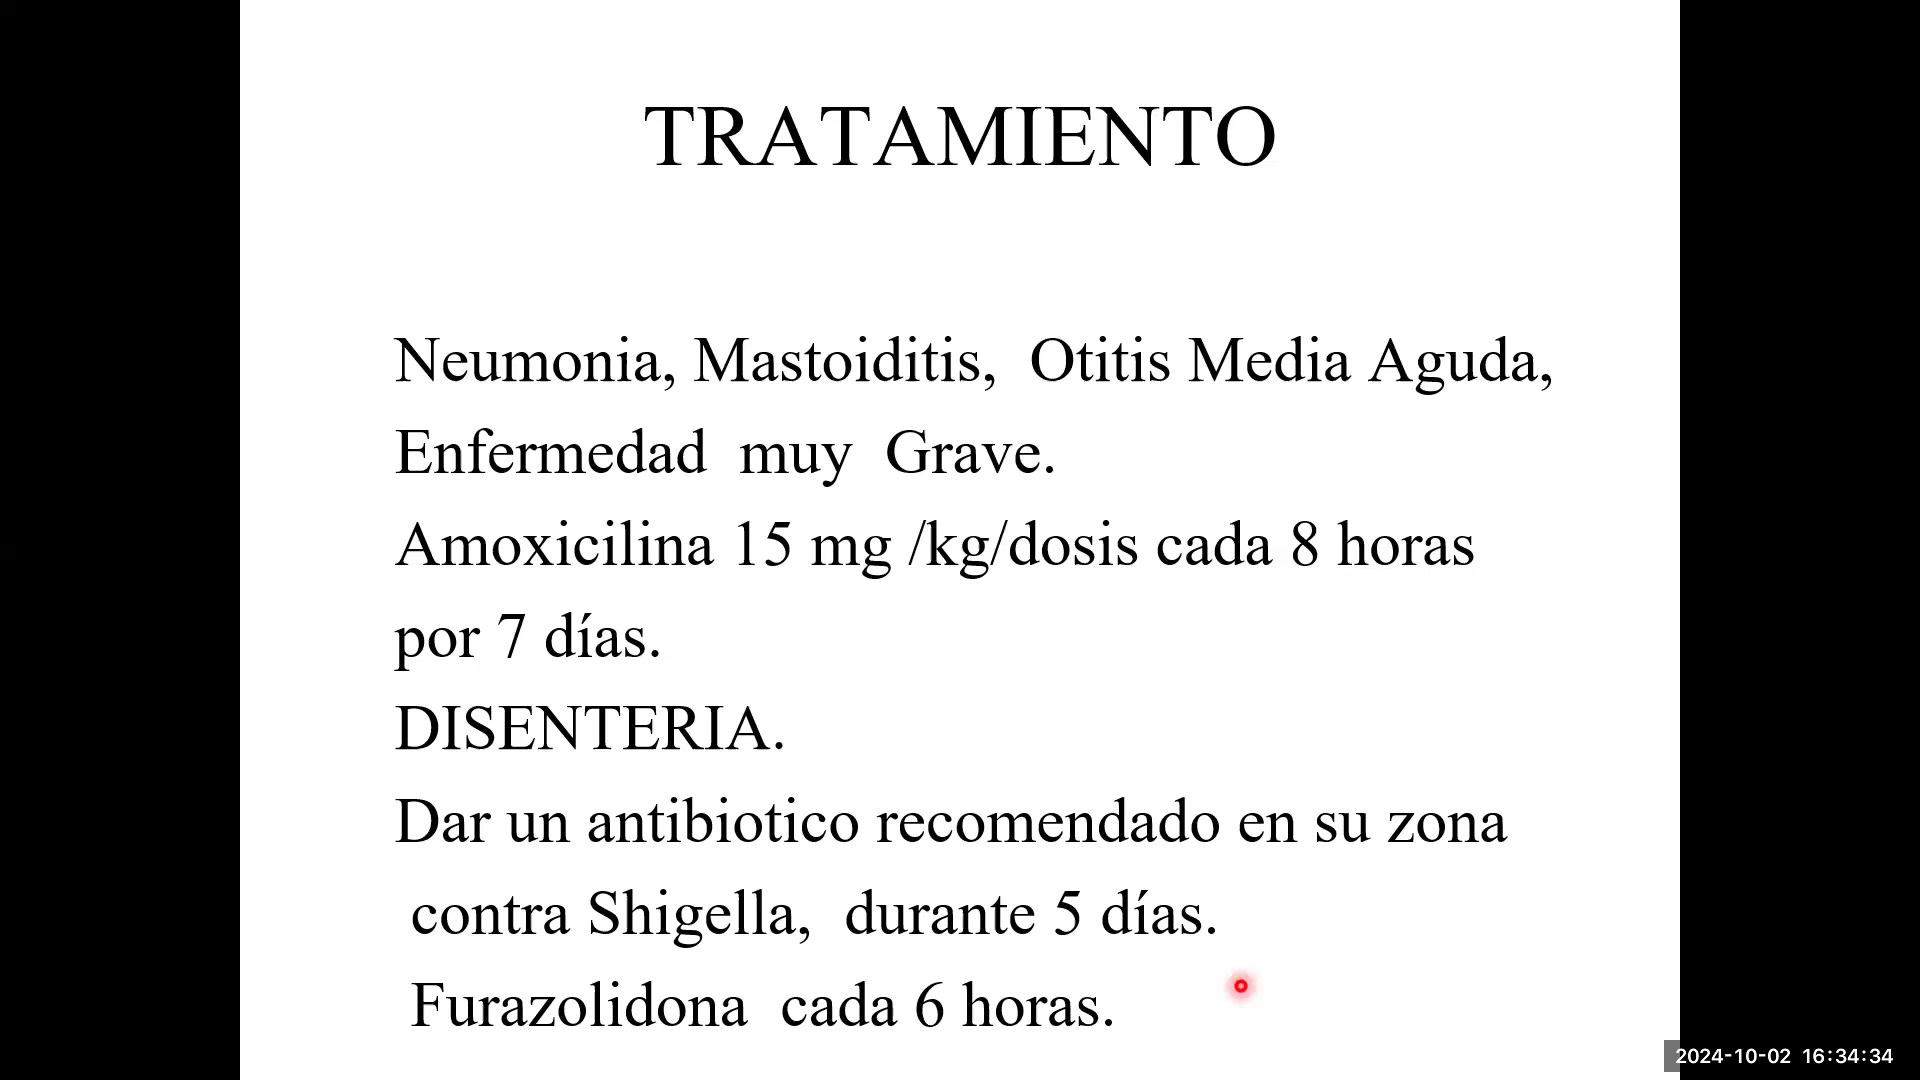 TRATAMIENTO
Neumonia, Mastoiditis, Otitis Media Aguda,
Enfermedad muy Grave.
Amoxicilina 15 mg /kg/dosis cada 8 horas
por 7 días.
DISENTERIA.
Dar un antibiotico recomendado en su zona
contra Shigella, durante 5 días.
Furazolidona cada 6 horas.
2024-10-02 16:34:34